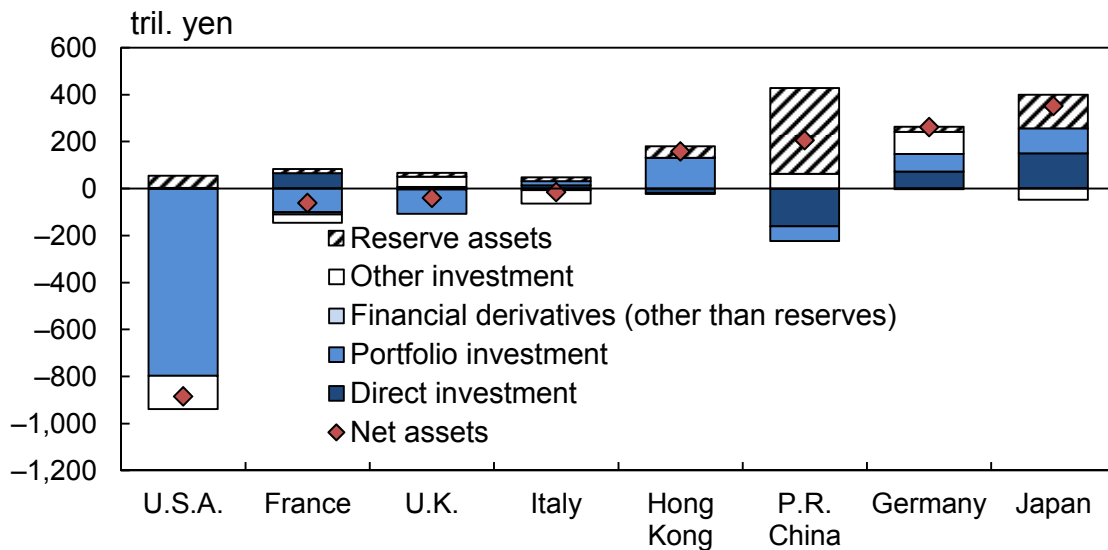 tril. yen
600
400
200
0
–200
–400
–600
–800
–1,000
–1,200
Reserve assets
Other investment
Financial derivatives (other than reserves)
Portfolio investment
Direct investment
Net assets
U.S.A.
France
U.K.
Italy
Hong
Kong
P.R.
China
Germany
Japan